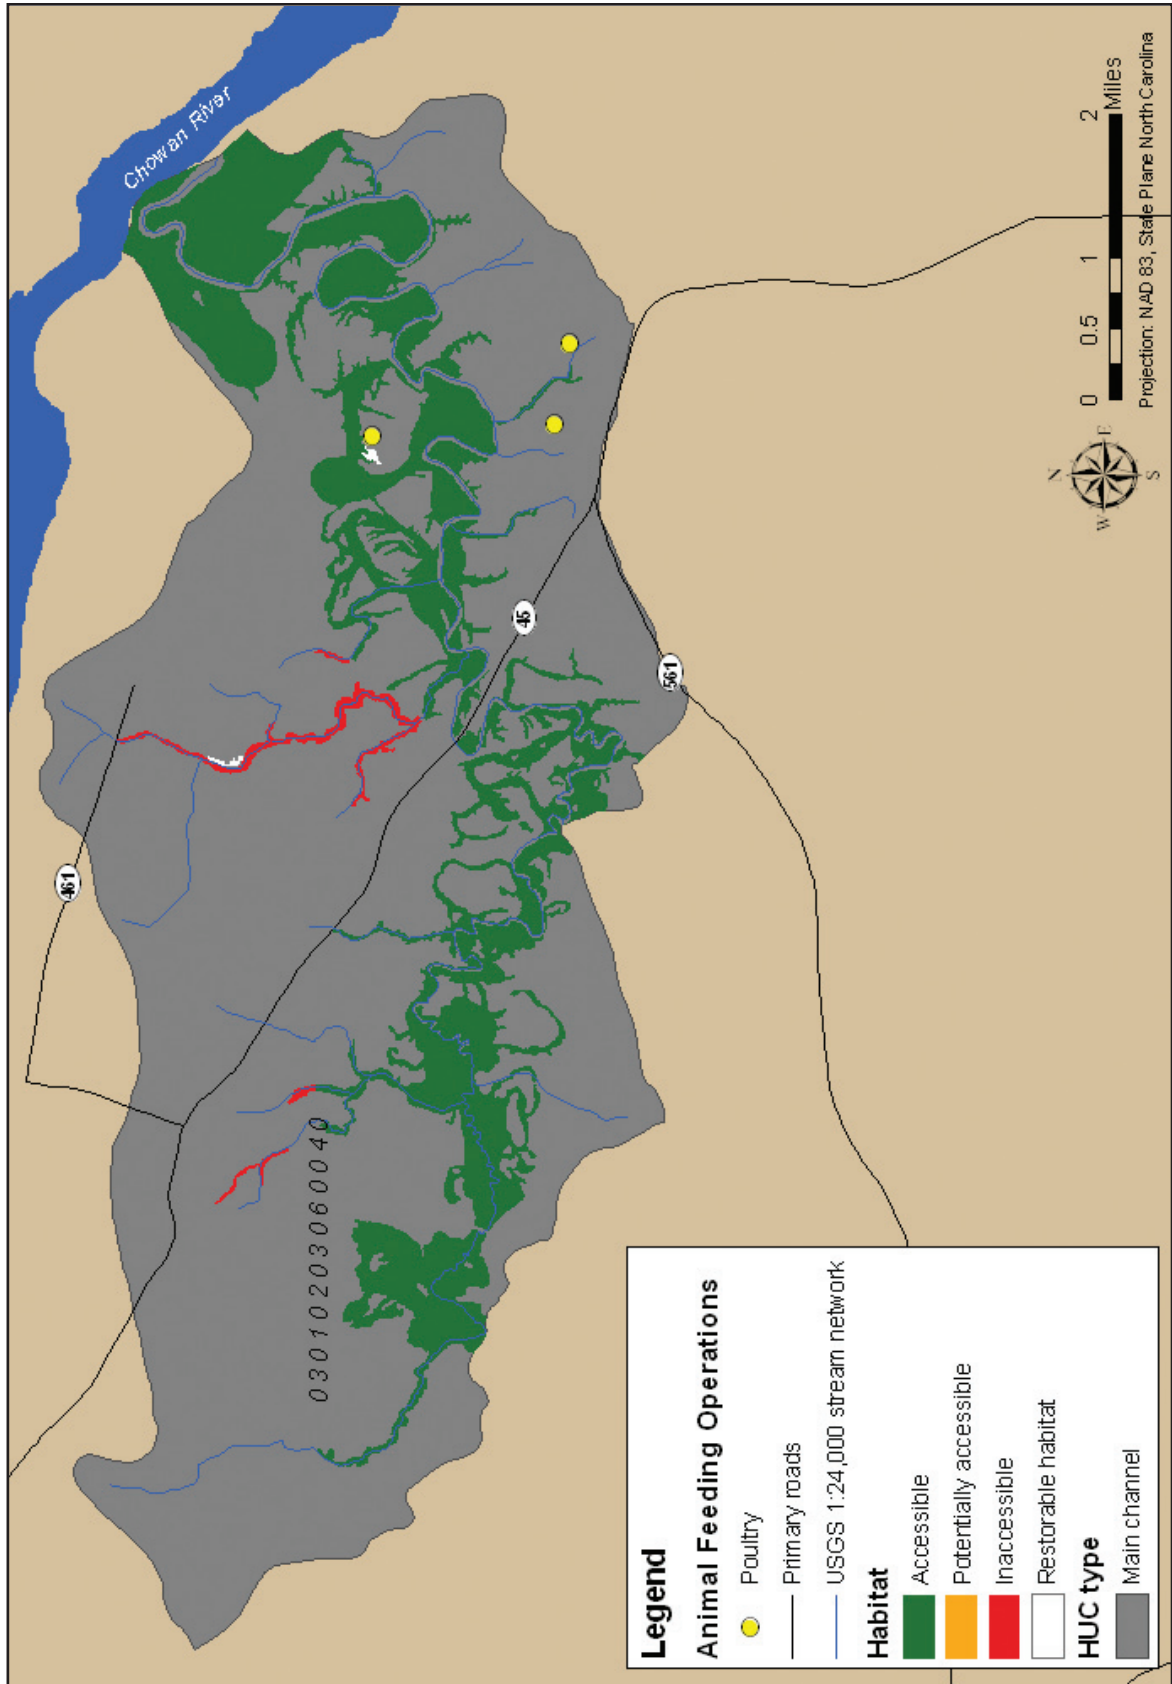 Chowan River
461
45
561
03010203060040
N
W
E
S
0 0.5 1 2
Miles
Projection: NAD 83, State Plane North Carolina
Legend
Animal Feeding Operations
Poultry
Primary roads
USGS 1:24,000 stream network
Habitat
Accessible
Potentially accessible
Inaccessible
Restorable habitat
HUC type
Main channel